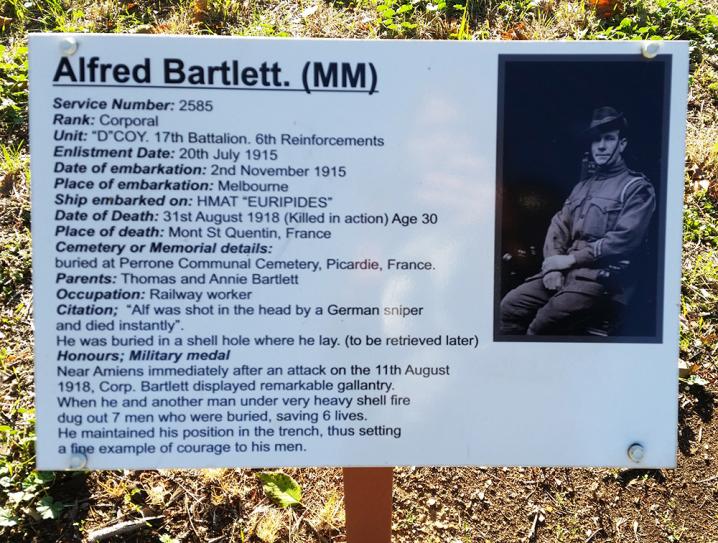 Alfred Bartlett. (MM)
Service Number: 2585
Rank: Corporal
Unit: "D"COY. 17th Battalion. 6th Reinforcements
Enlistment Date: 20th July 1915
Date of embarkation: 2nd November 1915
Place of embarkation: Melbourne
Ship embarked on: HMAT "EURIPIDES"
Date of Death: 31st August 1918 (Killed in action) Age 30
Place of death: Mont St Quentin, France
Cemetery or Memorial details:
buried at Perrone Communal Cemetery, Picardie, France.
Parents: Thomas and Annie Bartlett
Occupation: Railway worker
Citation; "Alf was shot in the head by a German sniper
and died instantly".
He was buried in a shell hole where he lay. (to be retrieved later)
Honours; Military medal
Near Amiens immediately after an attack on the 11th August
1918, Corp. Bartlett displayed remarkable gallantry.
When he and another man under very heavy shell fire
dug out 7 men who were buried, saving 6 lives.
He maintained his position in the trench, thus setting
a fine example of courage to his men.